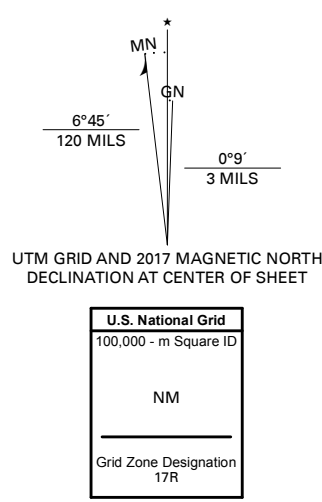 ★
MN
GN
6°45´
120 MILS
0°9´
3 MILS
UTM GRID AND 2017 MAGNETIC NORTH
DECLINATION AT CENTER OF SHEET
U.S. National Grid
100,000 - m Square ID
NM
Grid Zone Designation
17R